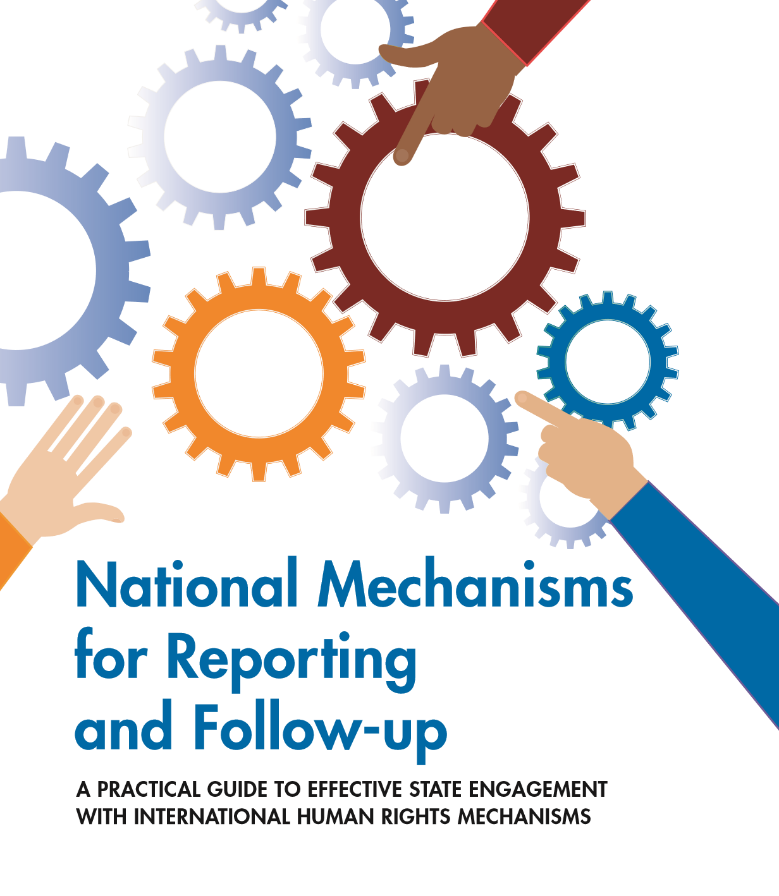 National Mechanisms
for Reporting
and Follow-up
A PRACTICAL GUIDE TO EFFECTIVE STATE ENGAGEMENT
WITH INTERNATIONAL HUMAN RIGHTS MECHANISMS